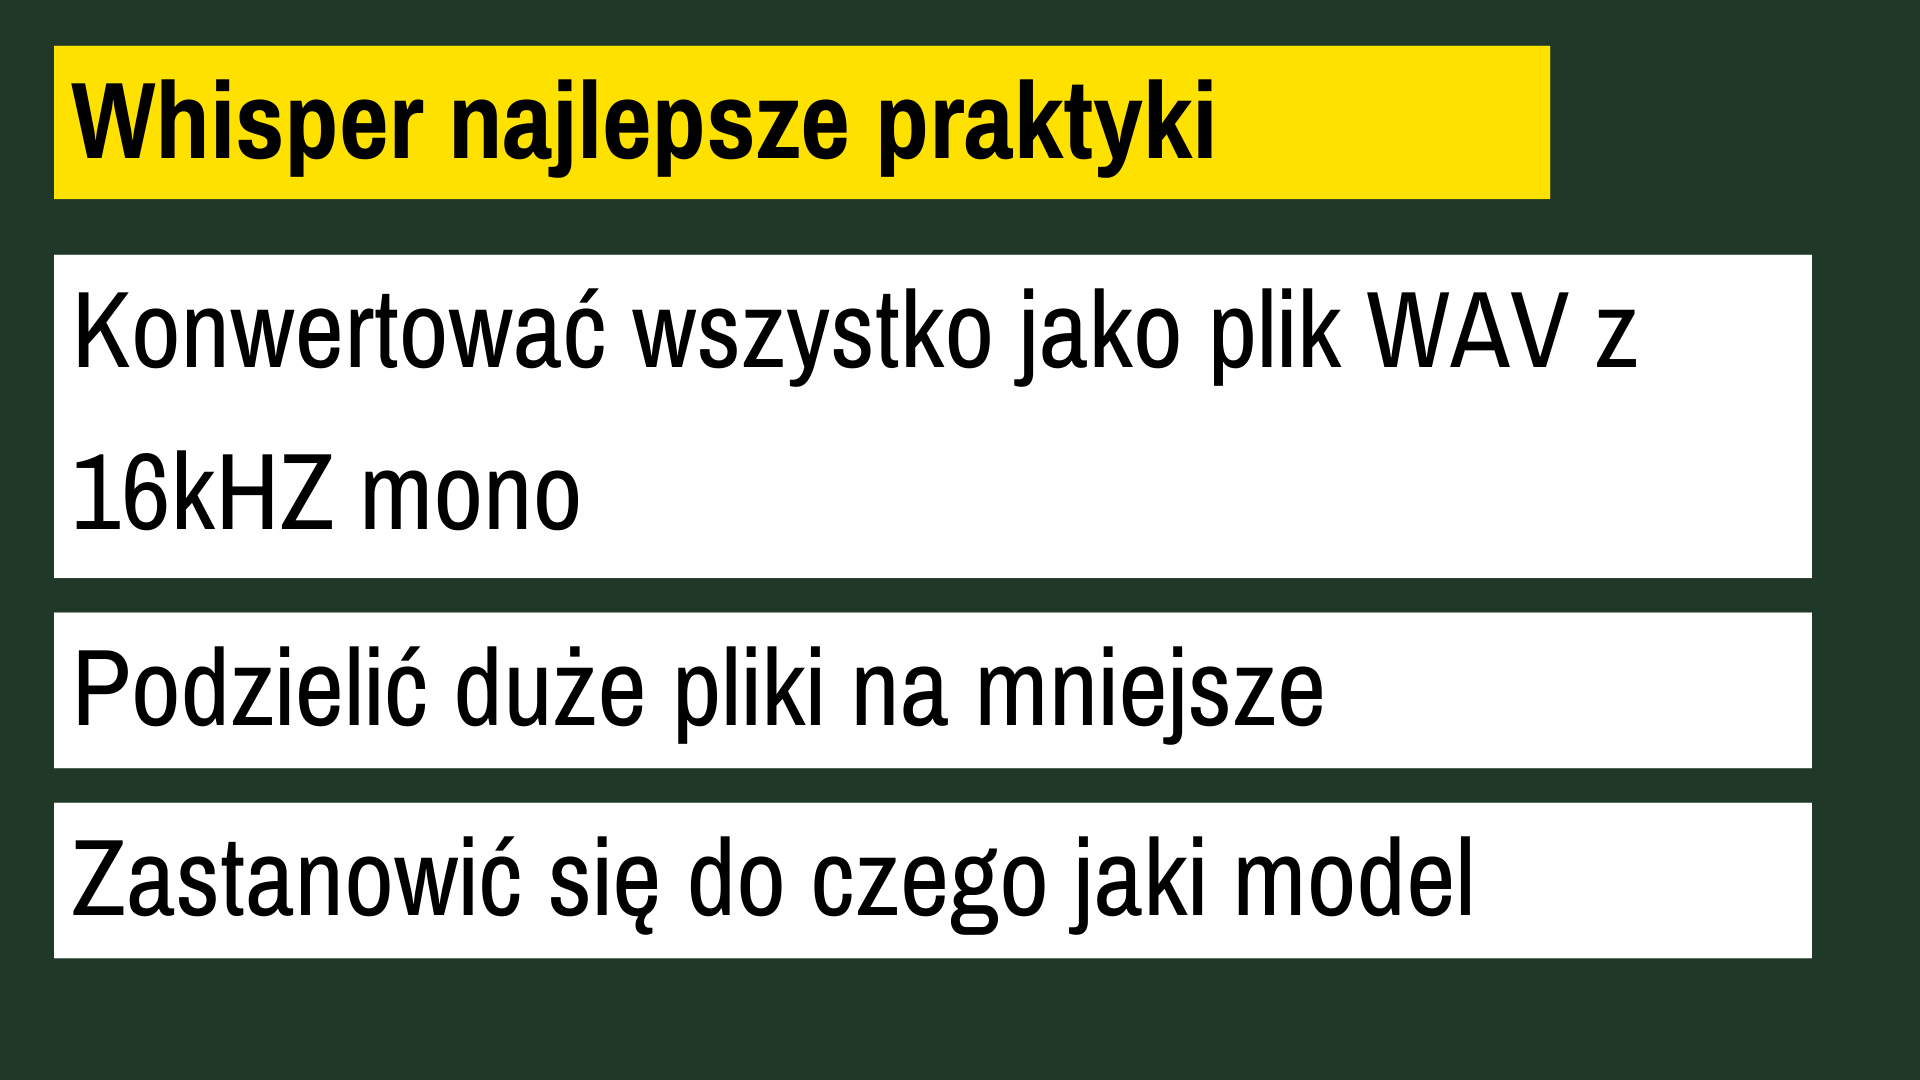 Whisper najlepsze praktyki
Konwertować wszystko jako plik WAV z
16kHZ mono
Podzielić duże pliki na mniejsze
Zastanowić się do czego jaki model